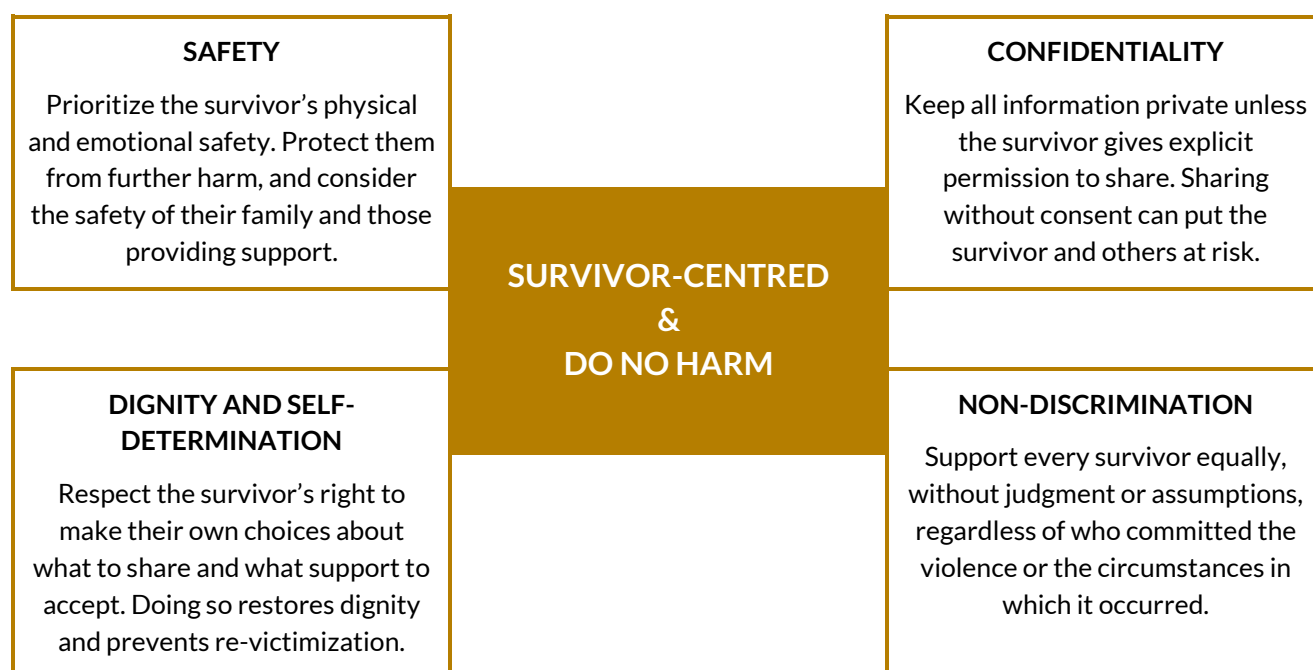 SAFETY
Prioritize the survivor’s physical
and emotional safety. Protect them
from further harm, and consider
the safety of their family and those
providing support.
CONFIDENTIALITY
Keep all information private unless
the survivor gives explicit
permission to share. Sharing
without consent can put the
survivor and others at risk.
SURVIVOR-CENTRED
&
DO NO HARM
DIGNITY AND SELF-
DETERMINATION
Respect the survivor’s right to
make their own choices about
what to share and what support to
accept. Doing so restores dignity
and prevents re-victimization.
NON-DISCRIMINATION
Support every survivor equally,
without judgment or assumptions,
regardless of who committed the
violence or the circumstances in
which it occurred.